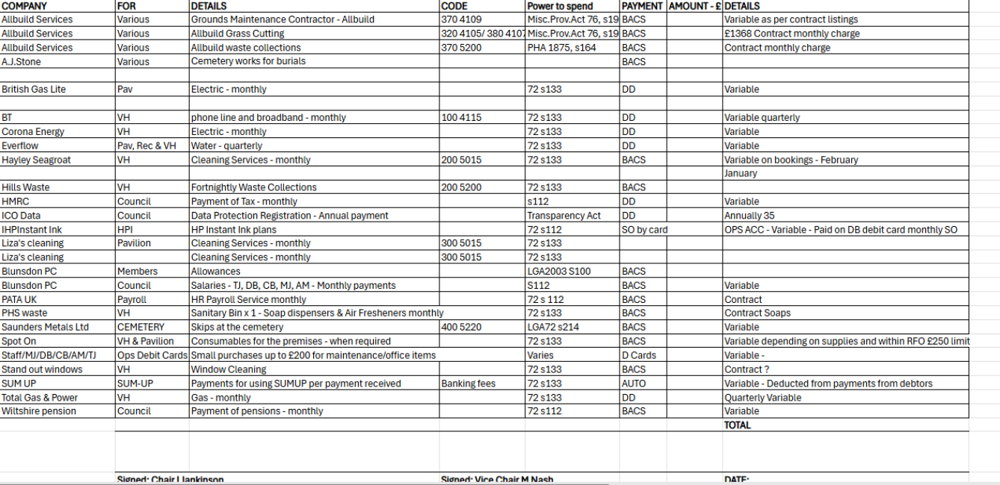 COMPANY FOR DETAILS CODE Power to spend PAYMENT AMOUNT - £ DETAILS
Allbuild Services Various Grounds Maintenance Contractor - Allbuild 370 4109 Misc.Prov.Act 76, s19 BACS Variable as per contract listings
Allbuild Services Various Allbuild Grass Cutting 320 4105/ 380 4107 Misc.Prov.Act 76, s19 BACS £1368 Contract monthly charge
Allbuild Services Various Allbuild waste collections 370 5200 PHA 1875, s164 BACS Contract monthly charge
A.J.Stone Various Cemetery works for burials BACS
British Gas Lite Pav Electric - monthly 72 s133 DD Variable
BT VH phone line and broadband - monthly 100 4115 72 s133 DD Variable quarterly
Corona Energy VH Electric - monthly 72 s133 DD Variable
Everflow Pav, Rec & VH Water - quarterly 72 s133 DD Variable
Hayley Seagroat VH Cleaning Services - monthly 200 5015 72 s133 BACS Variable on bookings - February
January
Hills Waste VH Fortnightly Waste Collections 200 5200 72 s133 BACS
HMRC Council Payment of Tax - monthly s112 DD Variable
ICO Data Council Data Protection Registration - Annual payment Transparency Act DD Annually 35
IHPInstant Ink HPI HP Instant Ink plans 72 s112 SO by card OPS ACC - Variable - Paid on DB debit card monthly SO
Liza's cleaning Pavilion Cleaning Services - monthly 300 5015 72 s133
Liza's cleaning Cleaning Services - monthly 300 5015 72 s133
Blunsdon PC Members Allowances LGA2003 S100 BACS
Blunsdon PC Council Salaries - TJ, DB, CB, MJ, AM - Monthly payments S112 BACS Variable
PATA UK Payroll HR Payroll Service monthly 72 s 112 BACS Contract
PHS waste VH Sanitary Bin x 1 - Soap dispensers & Air Fresheners monthly 72 s133 BACS Contract Soaps
Saunders Metals Ltd CEMETERY Skips at the cemetery 400 5220 LGA72 s214 BACS Variable
Spot On VH & Pavilion Consumables for the premises - when required 72 s133 BACS Variable depending on supplies and within RFO £250 limit
Staff/MJ/DB/CB/AM/TJ Ops Debit Cards Small purchases up to £200 for maintenance/office items Varies D Cards Variable -
Stand out windows VH Window Cleaning 72 s133 BACS Contract ?
SUM UP SUM-UP Payments for using SUMUP per payment received Banking fees 72 s133 AUTO Variable - Deducted from payments from debtors
Total Gas & Power VH Gas - monthly 72 s133 DD Quarterly Variable
Wiltshire pension Council Payment of pensions - monthly 72 s112 BACS Variable
TOTAL
Signed: Chair Signed: Vice Chair M Nash DATE: